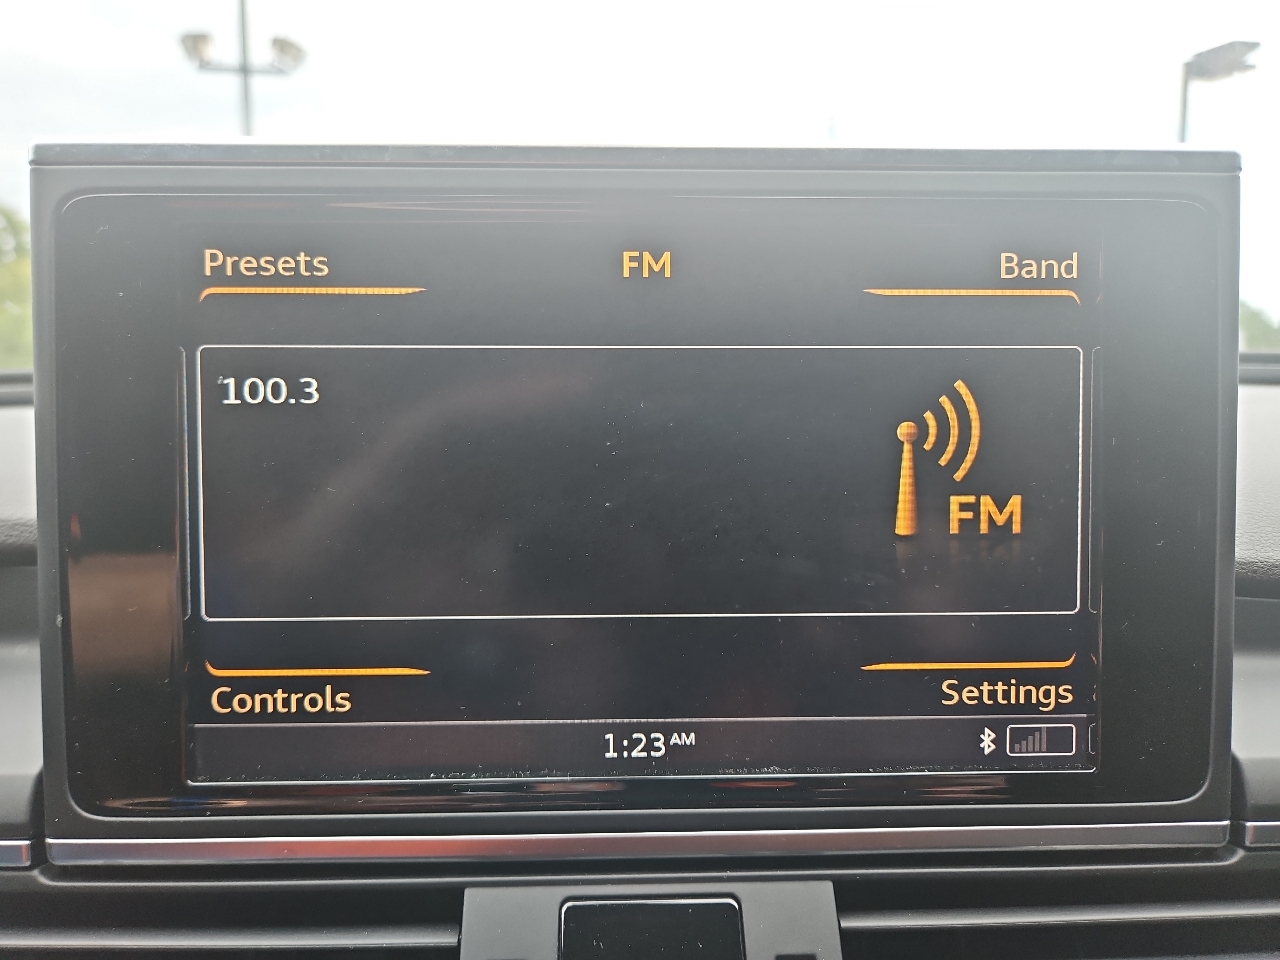 Presets FM Band
100.3
FM
Controls Settings
1:23 AM